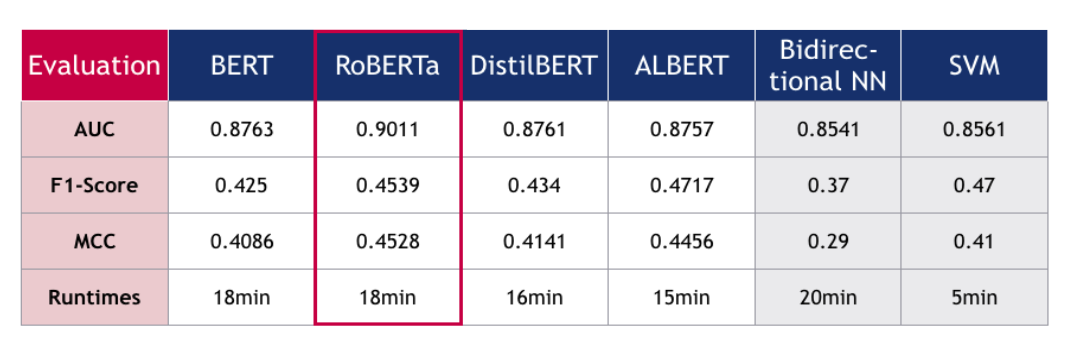 Evaluation BERT RoBERTa DistilBERT ALBERT Bidirec-
tional NN SVM
AUC 0.8763 0.9011 0.8761 0.8757 0.8541 0.8561
F1-Score 0.425 0.4539 0.434 0.4717 0.37 0.47
MCC 0.4086 0.4528 0.4141 0.4456 0.29 0.41
Runtimes 18min 18min 16min 15min 20min 5min